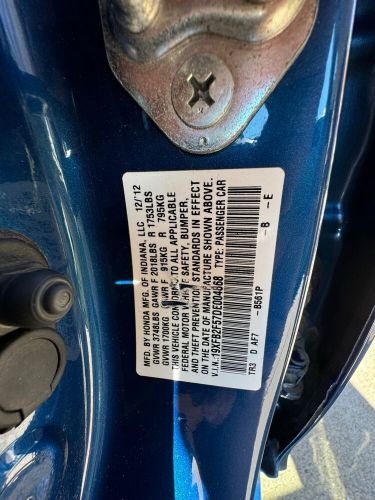 MFD. BY HONDA MFG. OF INDIANA, LLC 12/'12
GVWR 3748LBS GAWR F 2018LBS R 1753LBS
GVWR 1700KG GAWR F 915KG R 795KG
THIS VEHICLE CONFORMS TO ALL APPLICABLE
FEDERAL MOTOR VEHICLE SAFETY, BUMPER,
AND THEFT PREVENTION STANDARDS IN EFFECT
ON THE DATE OF MANUFACTURE SHOWN ABOVE.
V.I.N.:19XFB2F57DE004668 TYPE: PASSENGER CAR
TR3 D AF7 -B561P -B -E